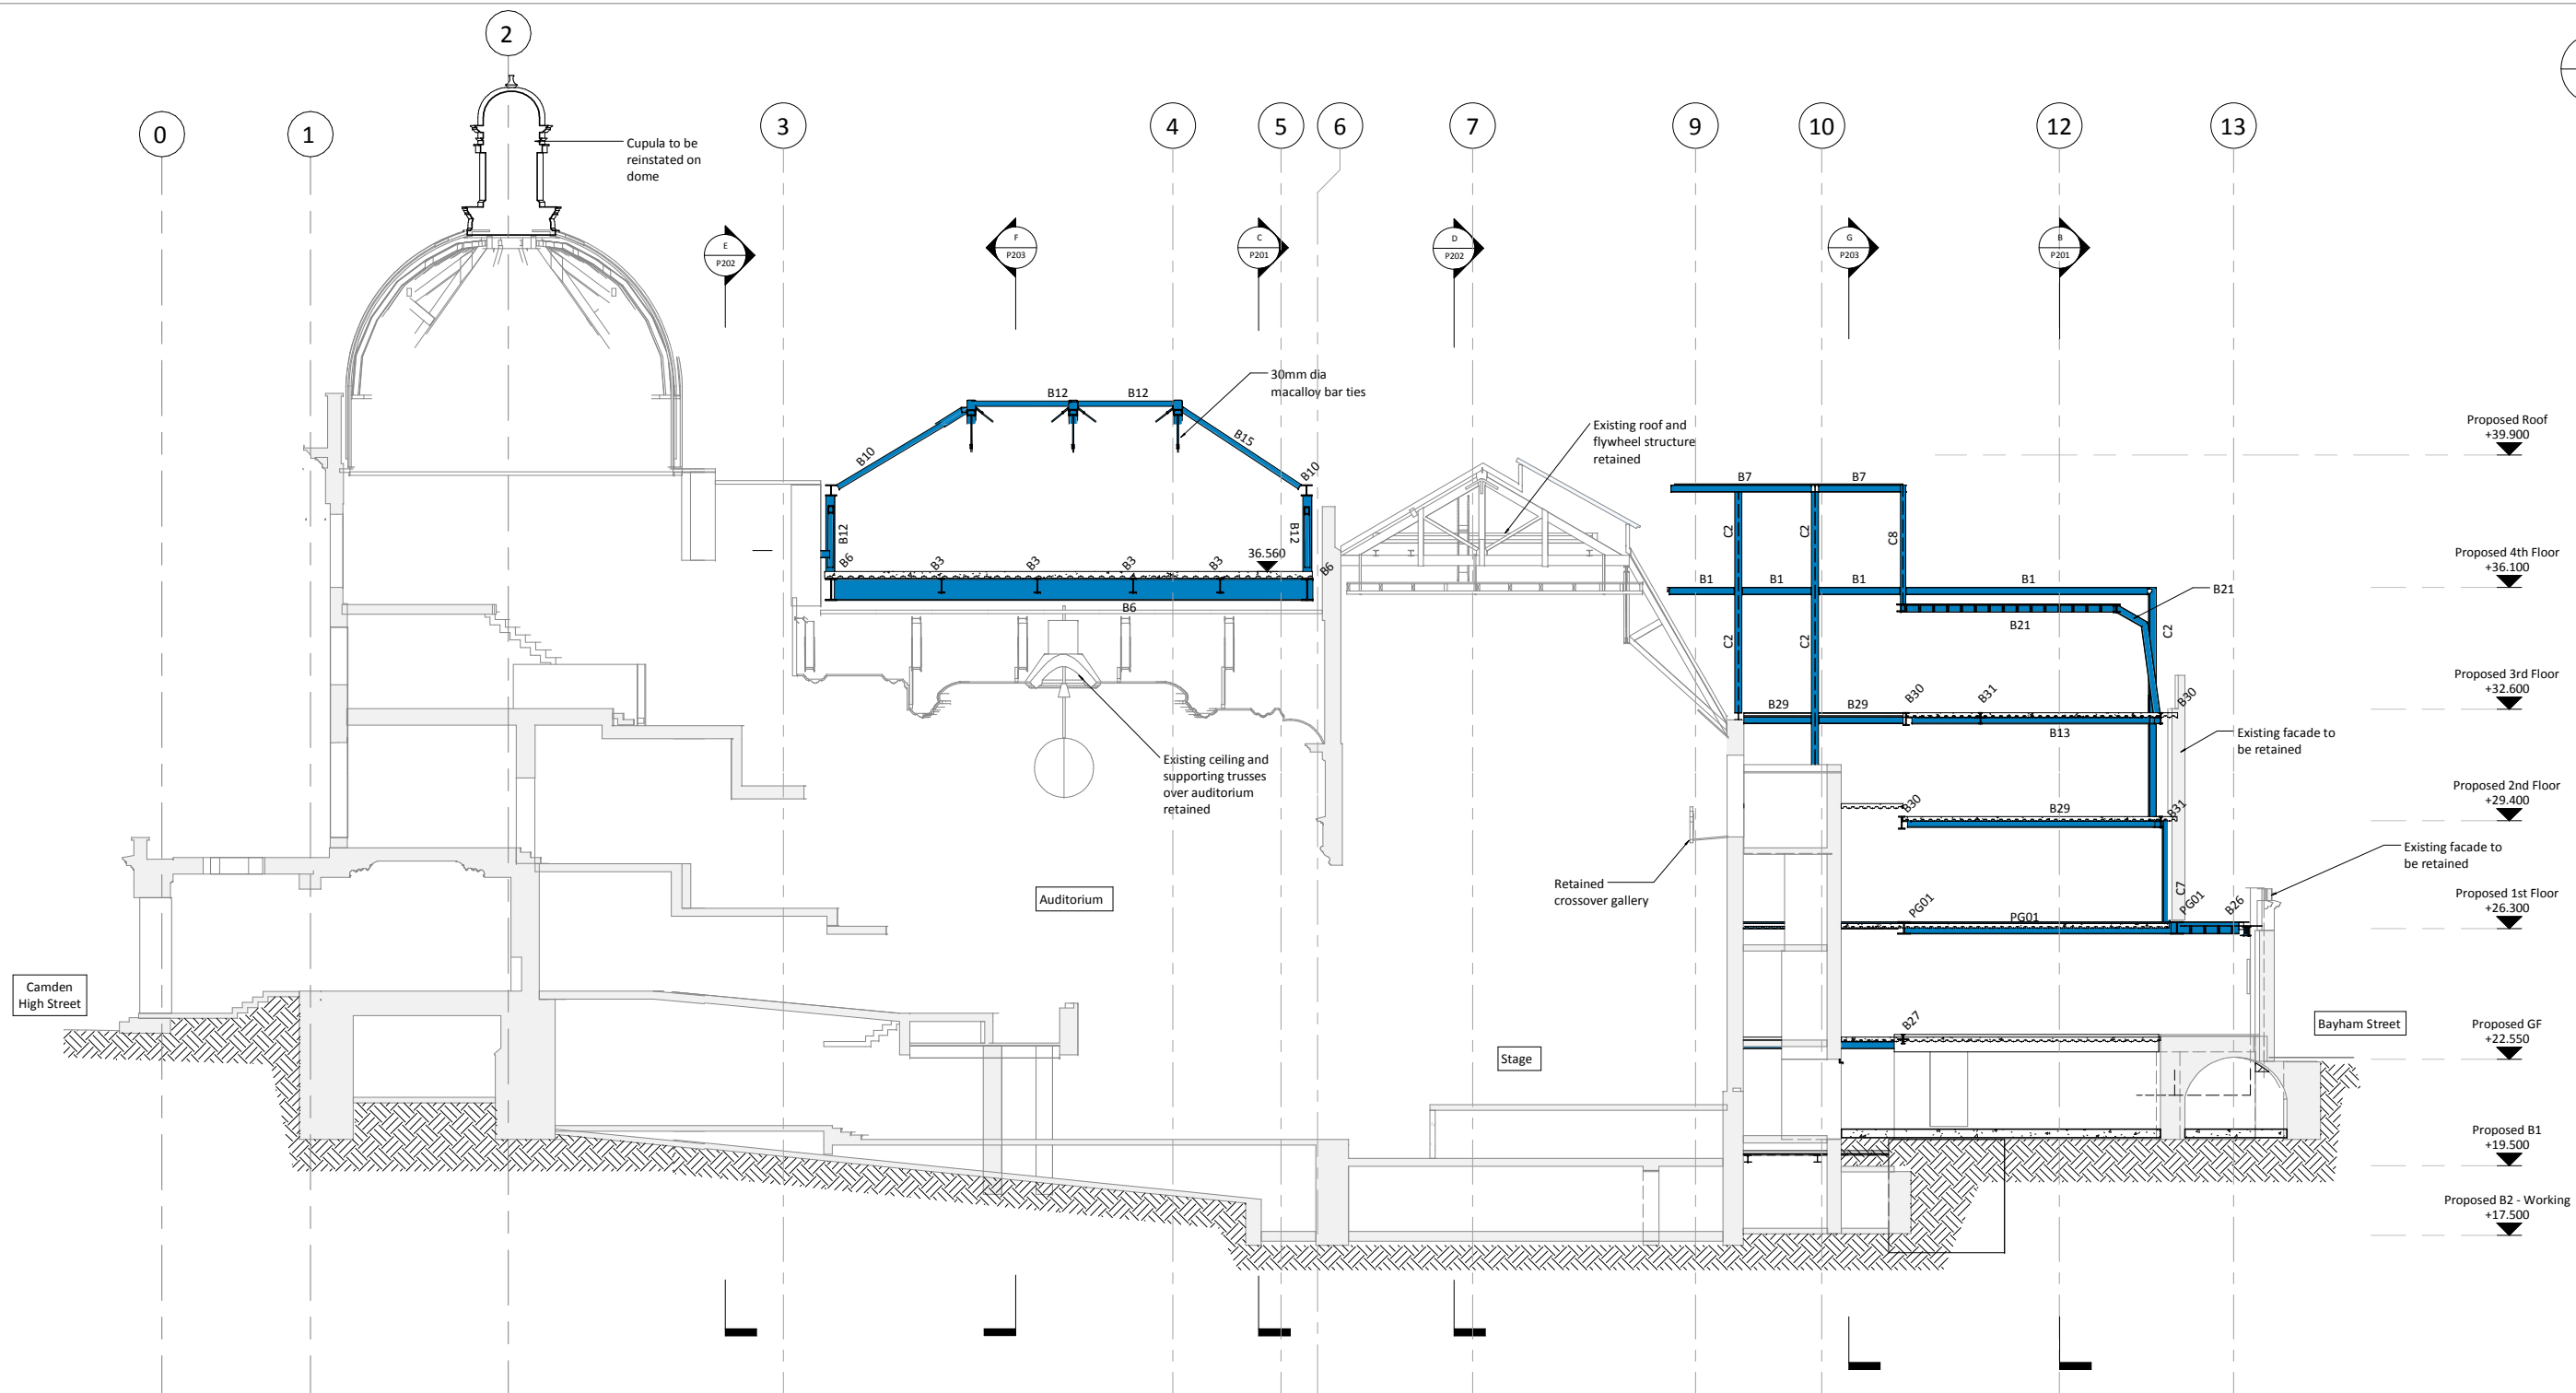 2
0
1
3
4
5
6
7
9
10
12
13
Cupula to be
reinstated on
dome
E
P202
F
P203
C
P201
D
P202
G
P203
B
P201
30mm dia
macalloy bar ties
B12
B12
B10
B15
B10
B12
B12
B6
B3
B3
B3
B3
36.560
B6
B6
Existing roof and
flywheel structure
retained
B7
B7
C2
C2
C8
B1
B1
B1
B1
B21
B21
C2
C2
C2
B29
B29
B30
B31
B30
B13
Existing facade to
be retained
B30
B29
B31
Existing facade to
be retained
Existing ceiling and
supporting trusses
over auditorium
retained
Retained
crossover gallery
Auditorium
C7
PG01
PG01
PG01
B26
Camden
High Street
Stage
B27
Bayham Street
Proposed Roof
+39.900
Proposed 4th Floor
+36.100
Proposed 3rd Floor
+32.600
Proposed 2nd Floor
+29.400
Proposed 1st Floor
+26.300
Proposed GF
+22.550
Proposed B1
+19.500
Proposed B2 - Working
+17.500